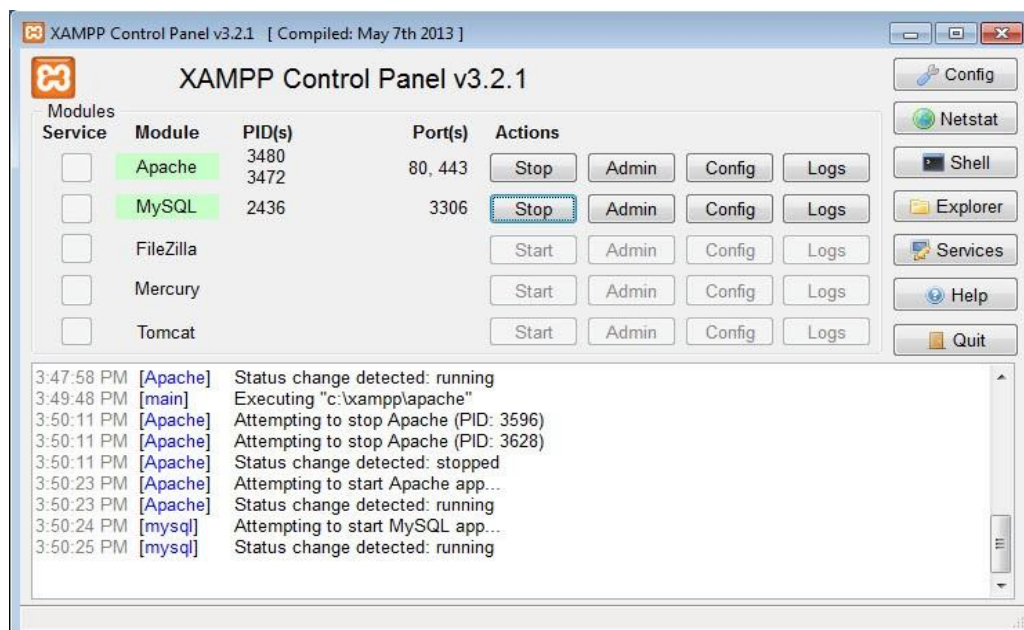 XAMPP Control Panel v3.2.1 [ Compiled: May 7th 2013 ]
XAMPP Control Panel v3.2.1
Config
Modules
Service Module PID(s) Port(s) Actions
Netstat
Apache 3480 3472 80, 443 Stop Admin Config Logs
Shell
MySQL 2436 3306 Stop Admin Config Logs
Explorer
FileZilla Start Admin Config Logs
Services
Mercury Start Admin Config Logs
Help
Tomcat Start Admin Config Logs
Quit
3:47:58 PM [Apache] Status change detected: running
3:49:48 PM [main] Executing "c:\xampp\apache"
3:50:11 PM [Apache] Attempting to stop Apache (PID: 3596)
3:50:11 PM [Apache] Attempting to stop Apache (PID: 3628)
3:50:11 PM [Apache] Status change detected: stopped
3:50:23 PM [Apache] Attempting to start Apache app...
3:50:23 PM [Apache] Status change detected: running
3:50:24 PM [mysql] Attempting to start MySQL app...
3:50:25 PM [mysql] Status change detected: running